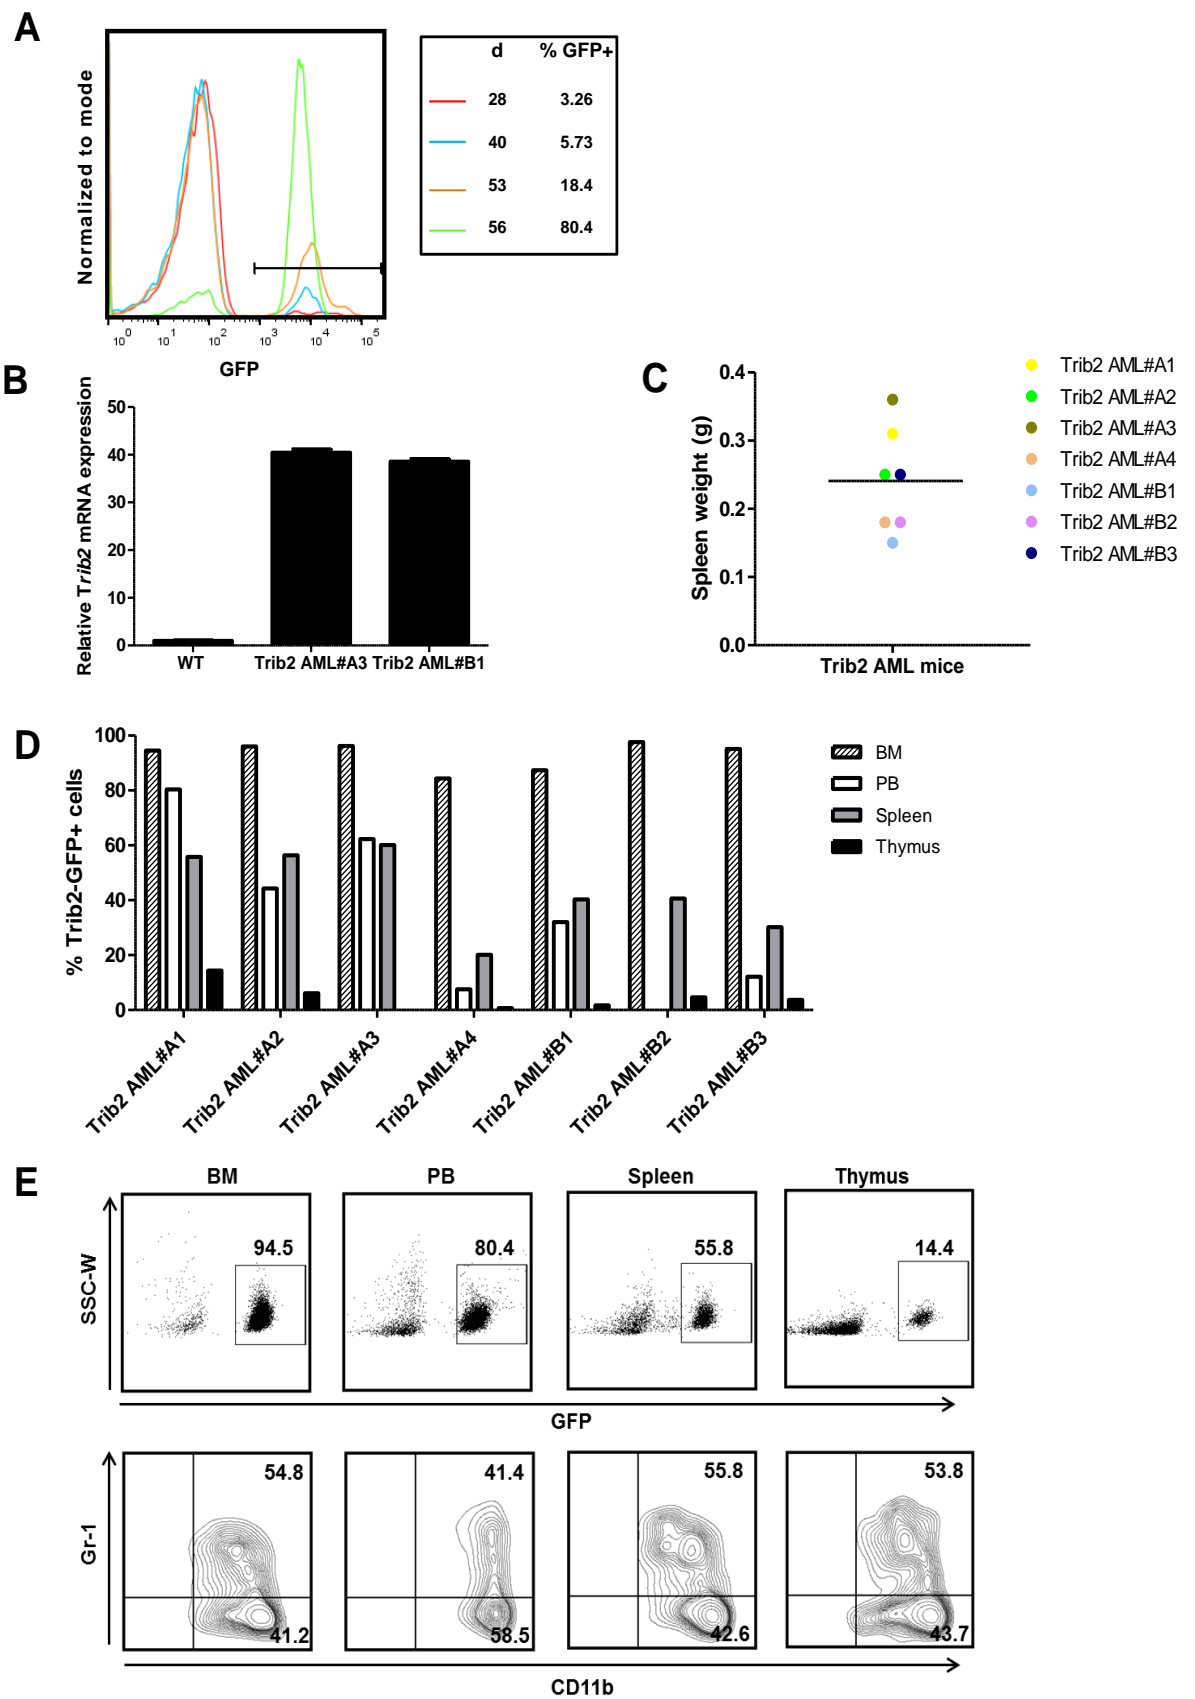 A
Normalized to mode
d % GFP+
28 3.26
40 5.73
53 18.4
56 80.4
10^0 10^1 10^2 10^3 10^4 10^5
GFP
B
Relative Trib2 mRNA expression
50
40
30
20
10
0
WT Trib2 AML#A3 Trib2 AML#B1
C
Spleen weight (g)
0.4
0.3
0.2
0.1
0.0
Trib2 AML mice
Trib2 AML#A1
Trib2 AML#A2
Trib2 AML#A3
Trib2 AML#A4
Trib2 AML#B1
Trib2 AML#B2
Trib2 AML#B3
D
% Trib2-GFP+ cells
100
80
60
40
20
0
Trib2 AML#A1
Trib2 AML#A2
Trib2 AML#A3
Trib2 AML#A4
Trib2 AML#B1
Trib2 AML#B2
Trib2 AML#B3
BM
PB
Spleen
Thymus
E
BM PB Spleen Thymus
SSC-W
94.5 80.4 55.8 14.4
GFP
Gr-1
54.8 41.4 55.8 53.8
41.2 58.5 42.6 43.7
CD11b